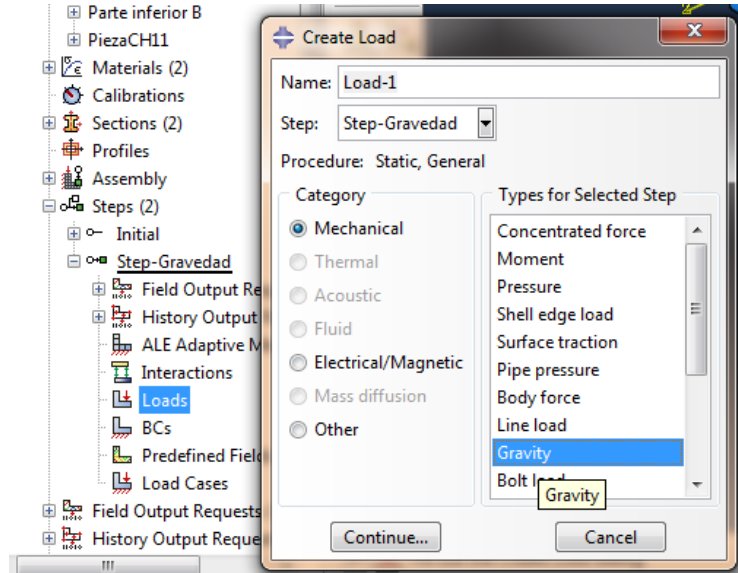 Parte inferior B
PiezaCH11
Materials (2)
Calibrations
Sections (2)
Profiles
Assembly
Steps (2)
Initial
Step-Gravedad
Field Output Re
History Output
ALE Adaptive M
Interactions
Loads
BCs
Predefined Field
Load Cases
Field Output Requests
History Output Reque
Create Load
Name: Load-1
Step: Step-Gravedad
Procedure: Static, General
Category
Mechanical
Thermal
Acoustic
Fluid
Electrical/Magnetic
Mass diffusion
Other
Types for Selected Step
Concentrated force
Moment
Pressure
Shell edge load
Surface traction
Pipe pressure
Body force
Line load
Gravity
Bolt load
Gravity
Continue...
Cancel